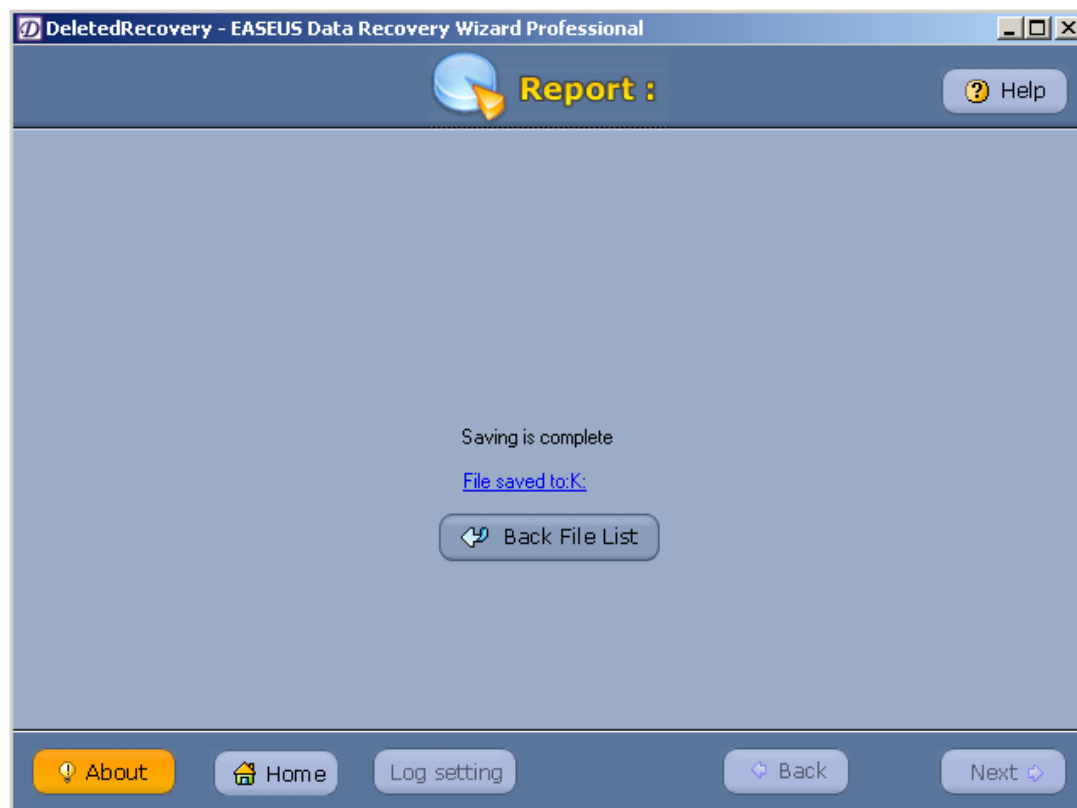 DeletedRecovery - EASEUS Data Recovery Wizard Professional
Report :
Help
Saving is complete
File saved to:K:
Back File List
About
Home
Log setting
Back
Next